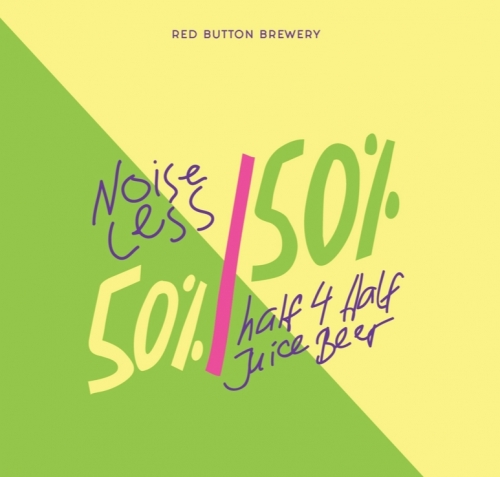 RED BUTTON BREWERY
Noise
Less
50%
50%
half 4 Half
Juice Beer